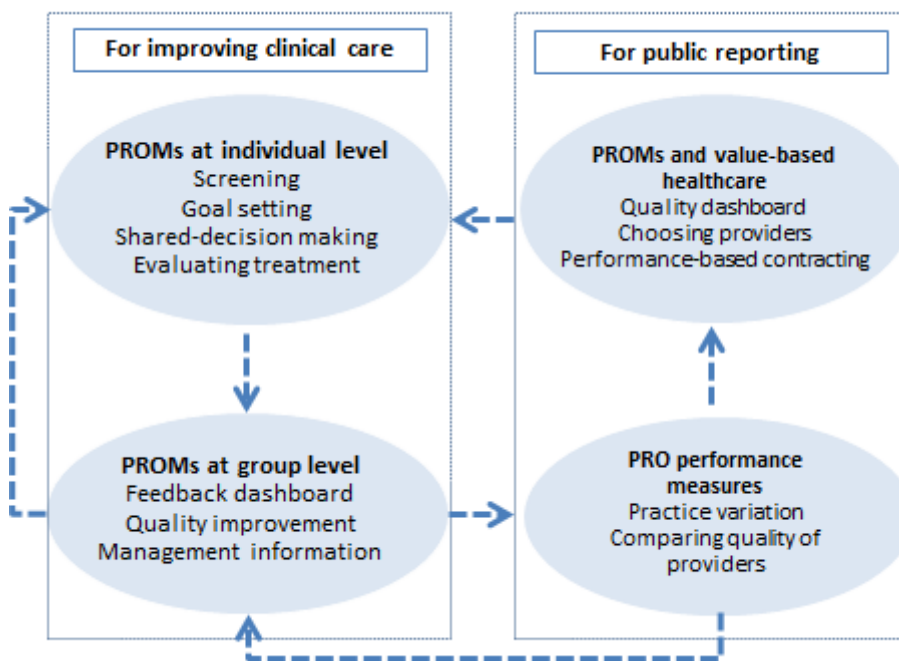 For improving clinical care
PROMs at individual level
Screening
Goal setting
Shared-decision making
Evaluating treatment
PROMs at group level
Feedback dashboard
Quality improvement
Management information
For public reporting
PROMs and value-based
healthcare
Quality dashboard
Choosing providers
Performance-based contracting
PRO performance
measures
Practice variation
Comparing quality of
providers